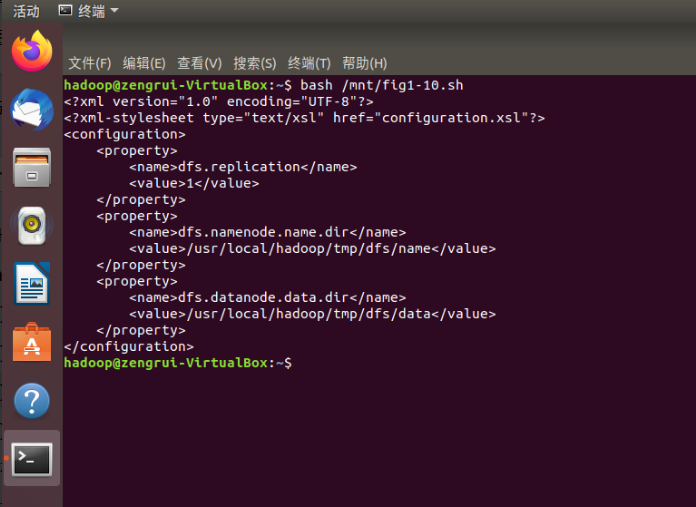 活动 终端
文件(F) 编辑(E) 查看(V) 搜索(S) 终端(T) 帮助(H)
hadoop@zengrui-VirtualBox:~$ bash /mnt/fig1-10.sh
<?xml version="1.0" encoding="UTF-8"?>
<?xml-stylesheet type="text/xsl" href="configuration.xsl"?>
<configuration>
    <property>
        <name>dfs.replication</name>
        <value>1</value>
    </property>
    <property>
        <name>dfs.namenode.name.dir</name>
        <value>/usr/local/hadoop/tmp/dfs/name</value>
    </property>
    <property>
        <name>dfs.datanode.data.dir</name>
        <value>/usr/local/hadoop/tmp/dfs/data</value>
    </property>
</configuration>
hadoop@zengrui-VirtualBox:~$